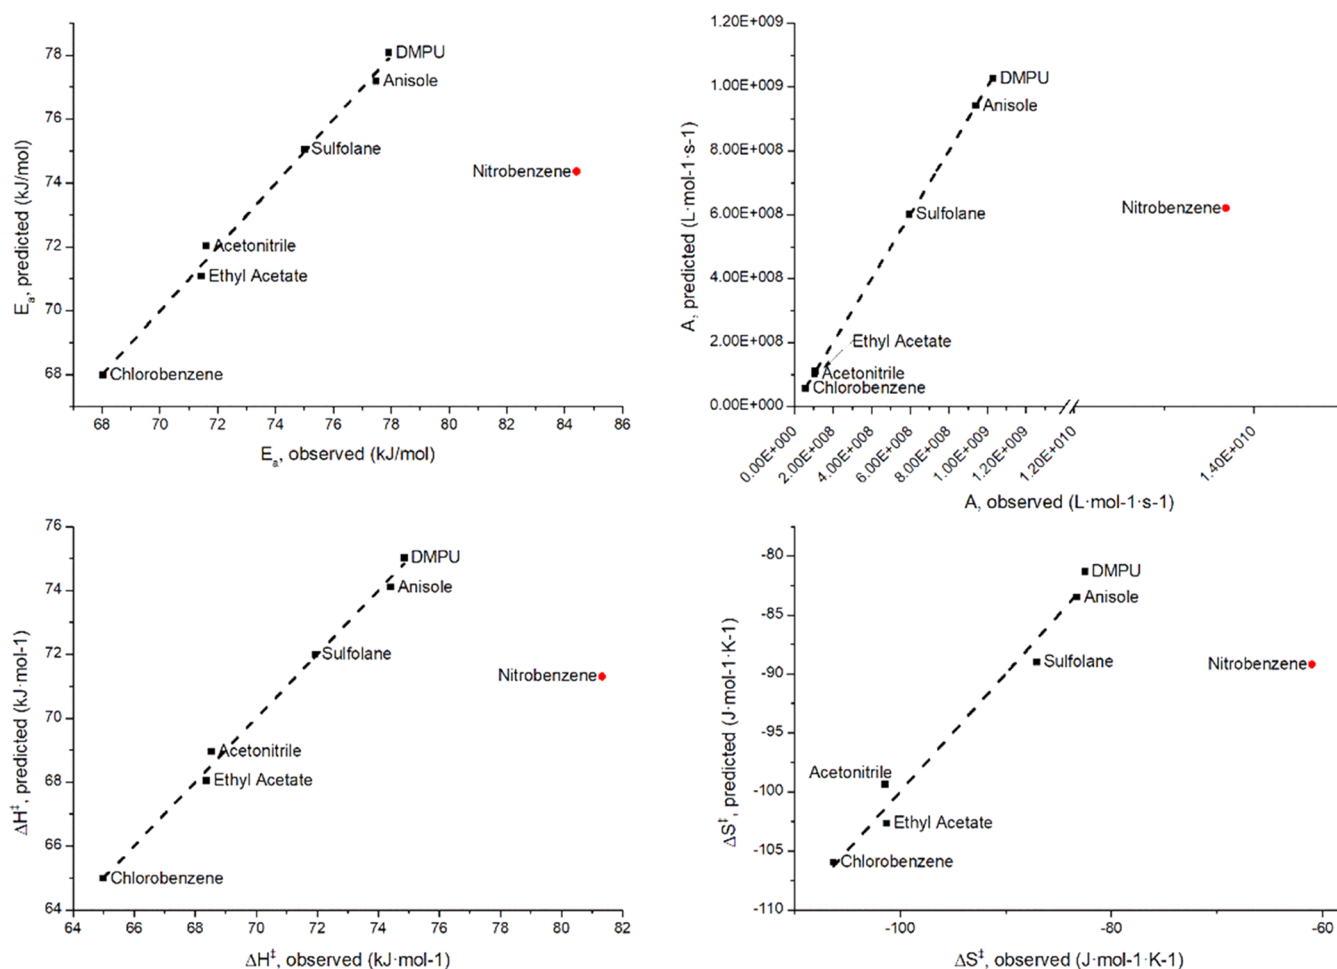 78
76
74
72
70
68
Ea, predicted (kJ/mol)
DMPU
Anisole
Sulfolane
Nitrobenzene
Acetonitrile
Ethyl Acetate
Chlorobenzene
68 70 72 74 76 78 80 82 84 86
Ea, observed (kJ/mol)
1.20E+009
1.00E+009
8.00E+008
6.00E+008
4.00E+008
2.00E+008
0.00E+000
A, predicted (L·mol-1·s-1)
DMPU
Anisole
Sulfolane
Nitrobenzene
Ethyl Acetate
Acetonitrile
Chlorobenzene
0.00E+000 2.00E+008 4.00E+008 6.00E+008 8.00E+008 1.00E+009 1.20E+009 1.20E+010 1.40E+010
A, observed (L·mol-1·s-1)
76
74
72
70
68
66
64
ΔH‡, predicted (kJ·mol-1)
DMPU
Anisole
Sulfolane
Nitrobenzene
Acetonitrile
Ethyl Acetate
Chlorobenzene
64 66 68 70 72 74 76 78 80 82
ΔH‡, observed (kJ·mol-1)
-80
-85
-90
-95
-100
-105
-110
ΔS‡, predicted (J·mol-1·K-1)
DMPU
Anisole
Sulfolane
Nitrobenzene
Acetonitrile
Ethyl Acetate
Chlorobenzene
-100 -80 -60
ΔS‡, observed (J·mol-1·K-1)